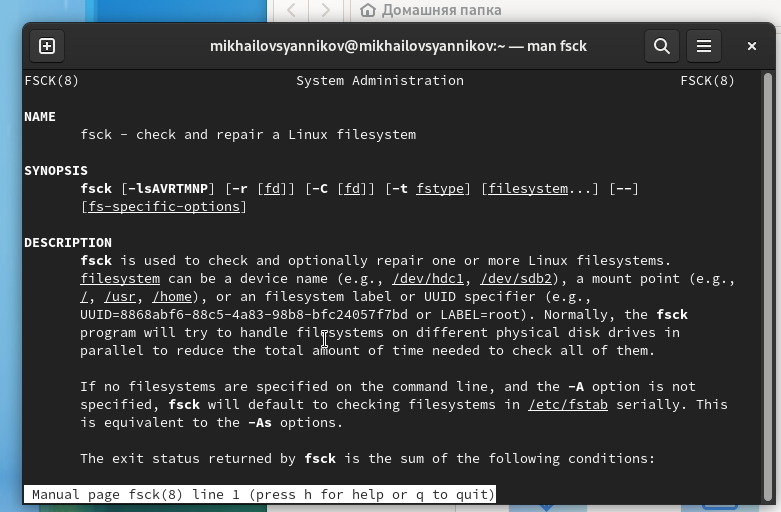 Домашняя папка
mikhailovsyannikov@mikhailovsyannikov:~ — man fsck
FSCK(8) System Administration FSCK(8)
NAME
fsck - check and repair a Linux filesystem
SYNOPSIS
fsck [-lsAVRTMNP] [-r [fd]] [-C [fd]] [-t fstype] [filesystem...] [--]
[fs-specific-options]
DESCRIPTION
fsck is used to check and optionally repair one or more Linux filesystems.
filesystem can be a device name (e.g., /dev/hdc1, /dev/sdb2), a mount point (e.g.,
/, /usr, /home), or an filesystem label or UUID specifier (e.g.,
UUID=8868abf6-88c5-4a83-98b8-bfc24057f7bd or LABEL=root). Normally, the fsck
program will try to handle filesystems on different physical disk drives in
parallel to reduce the total amount of time needed to check all of them.
If no filesystems are specified on the command line, and the -A option is not
specified, fsck will default to checking filesystems in /etc/fstab serially. This
is equivalent to the -As options.
The exit status returned by fsck is the sum of the following conditions:
Manual page fsck(8) line 1 (press h for help or q to quit)